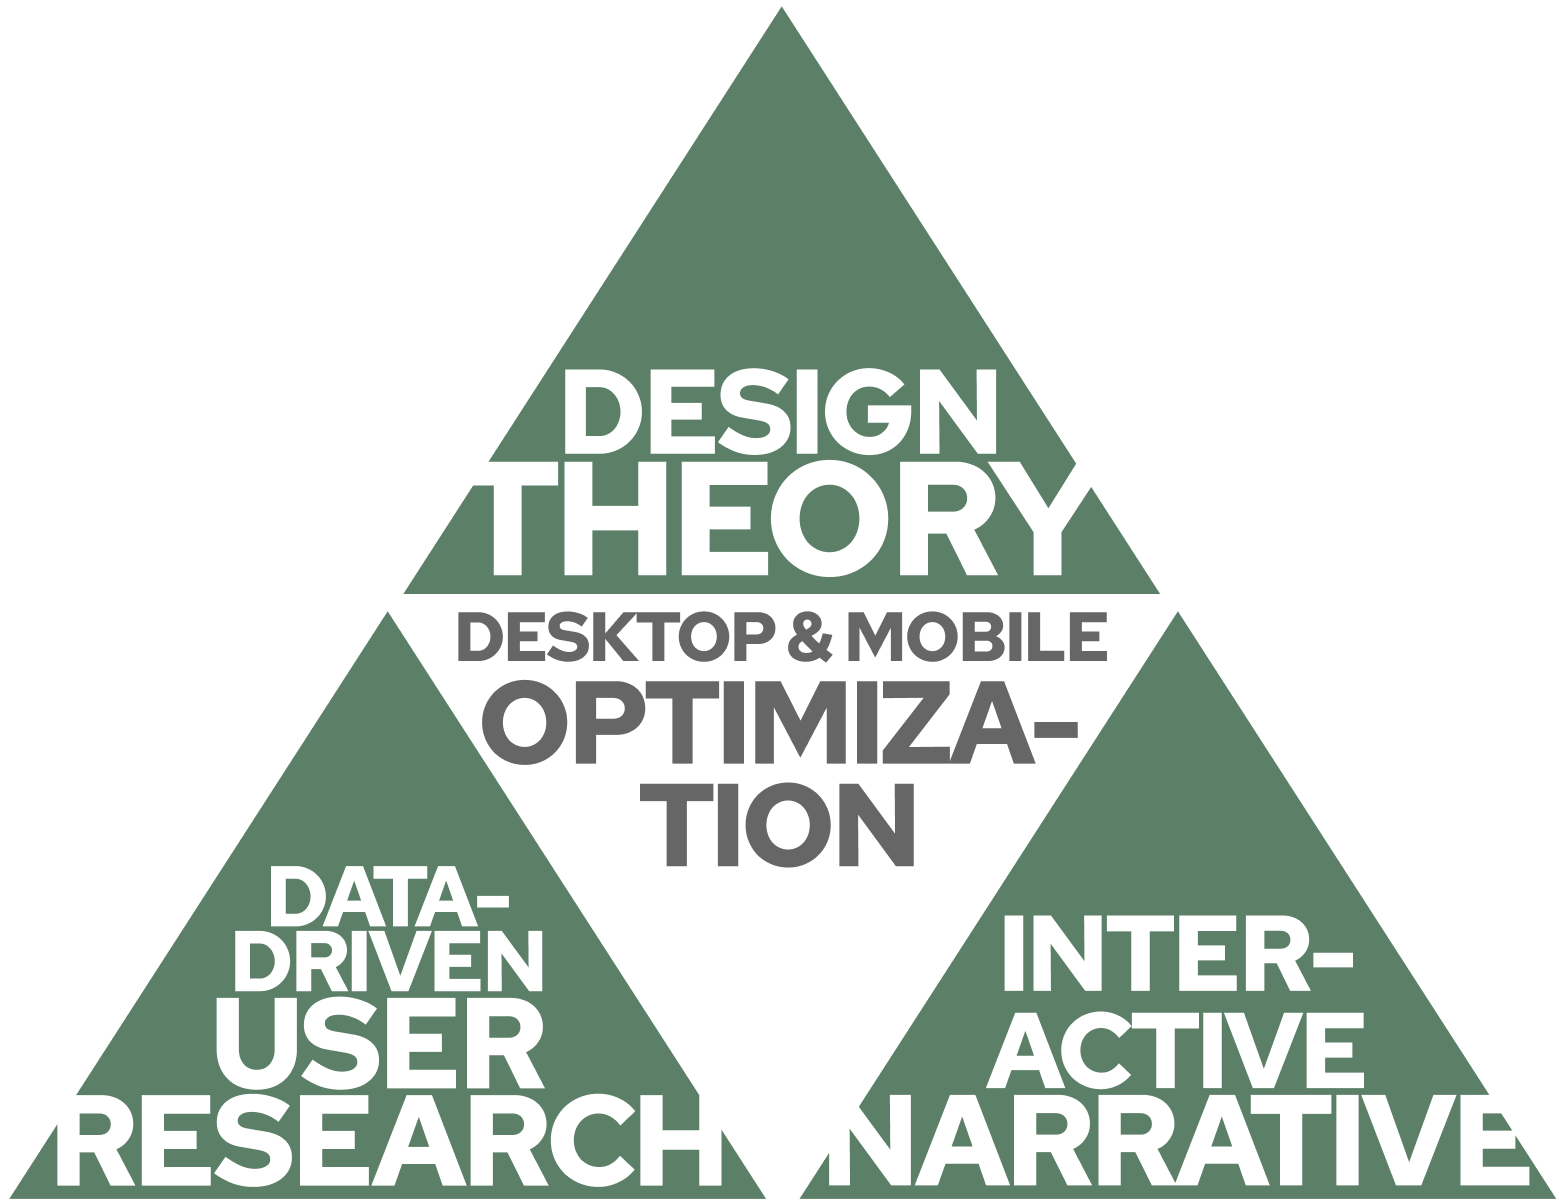 DESIGN
THEORY
DESKTOP & MOBILE
OPTIMIZA-
TION
DATA-
DRIVEN
USER
RESEARCH
INTER-
ACTIVE
NARRATIVE